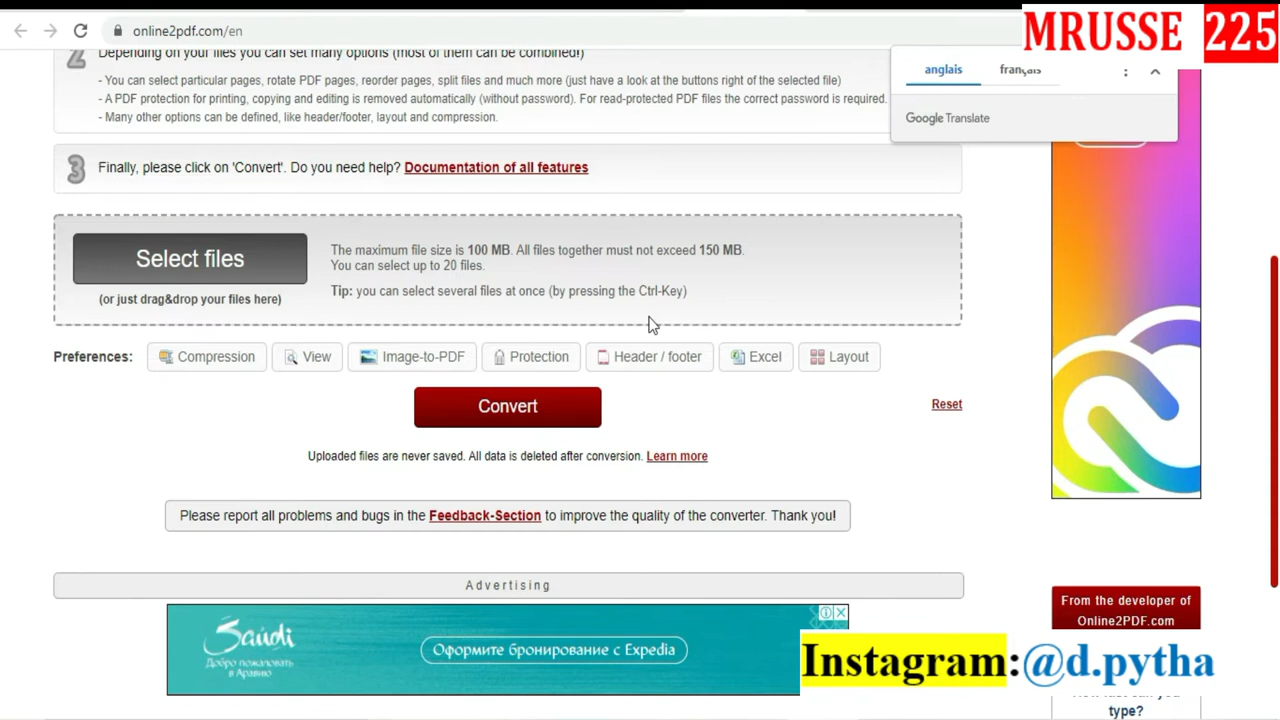 online2pdf.com/en
MRUSSE 225
2 Depending on your files you can set many options (most of them can be combined!)
- You can select particular pages, rotate PDF pages, reorder pages, split files and much more (just have a look at the buttons right of the selected file)
- A PDF protection for printing, copying and editing is removed automatically (without password). For read-protected PDF files the correct password is required.
- Many other options can be defined, like header/footer, layout and compression.
anglais français
Google Translate
3 Finally, please click on 'Convert'. Do you need help? Documentation of all features
Select files
(or just drag&drop your files here)
The maximum file size is 100 MB. All files together must not exceed 150 MB.
You can select up to 20 files.
Tip: you can select several files at once (by pressing the Ctrl-Key)
Preferences: Compression View Image-to-PDF Protection Header / footer Excel Layout
Convert
Reset
Uploaded files are never saved. All data is deleted after conversion. Learn more
Please report all problems and bugs in the Feedback-Section to improve the quality of the converter. Thank you!
Advertising
Saudi
Добро пожаловать
в Аравию
Оформите бронирование с Expedia
From the developer of
Online2PDF.com
Instagram:@d.pytha
type?